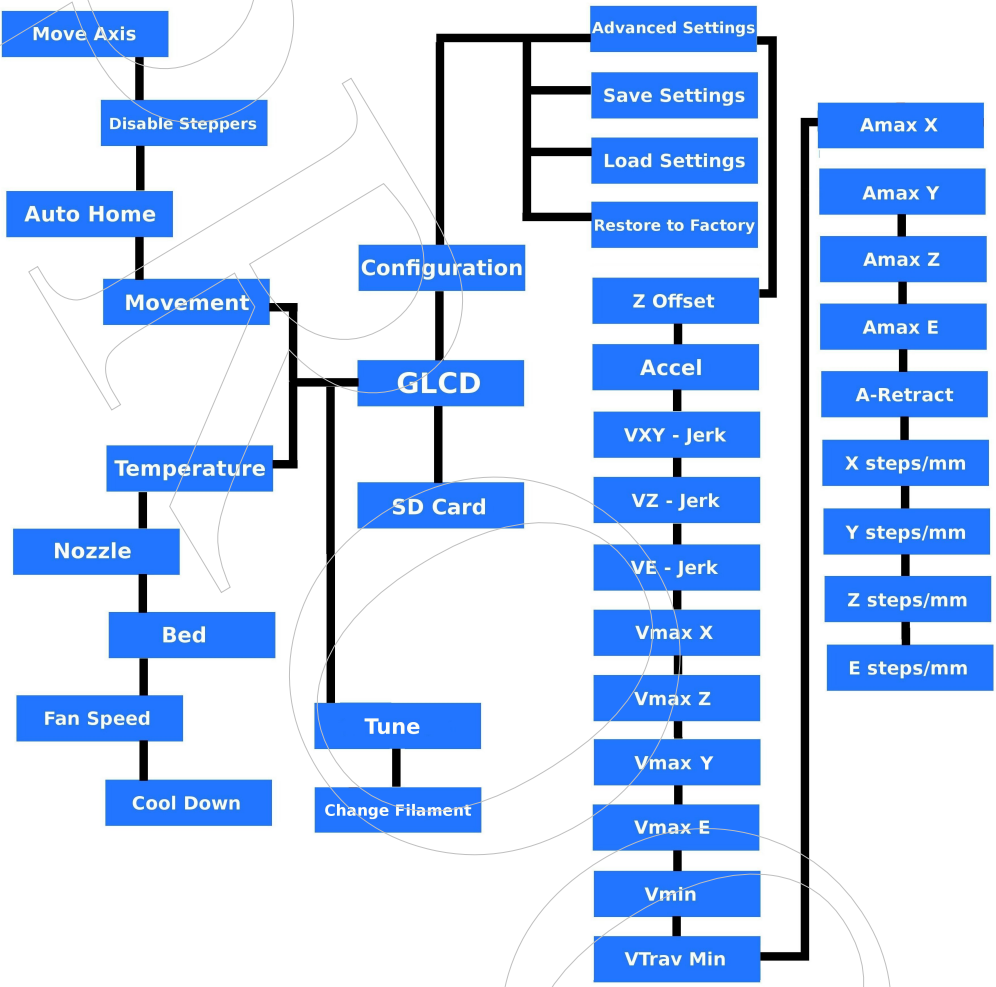 Move Axis
Disable Steppers
Auto Home
Movement
Temperature
Nozzle
Bed
Fan Speed
Cool Down
Configuration
GLCD
SD Card
Tune
Change Filament
Advanced Settings
Save Settings
Load Settings
Restore to Factory
Z Offset
Accel
VXY - Jerk
VZ - Jerk
VE - Jerk
Vmax X
Vmax Z
Vmax Y
Vmax E
Vmin
VTrav Min
Amax X
Amax Y
Amax Z
Amax E
A-Retract
X steps/mm
Y steps/mm
Z steps/mm
E steps/mm